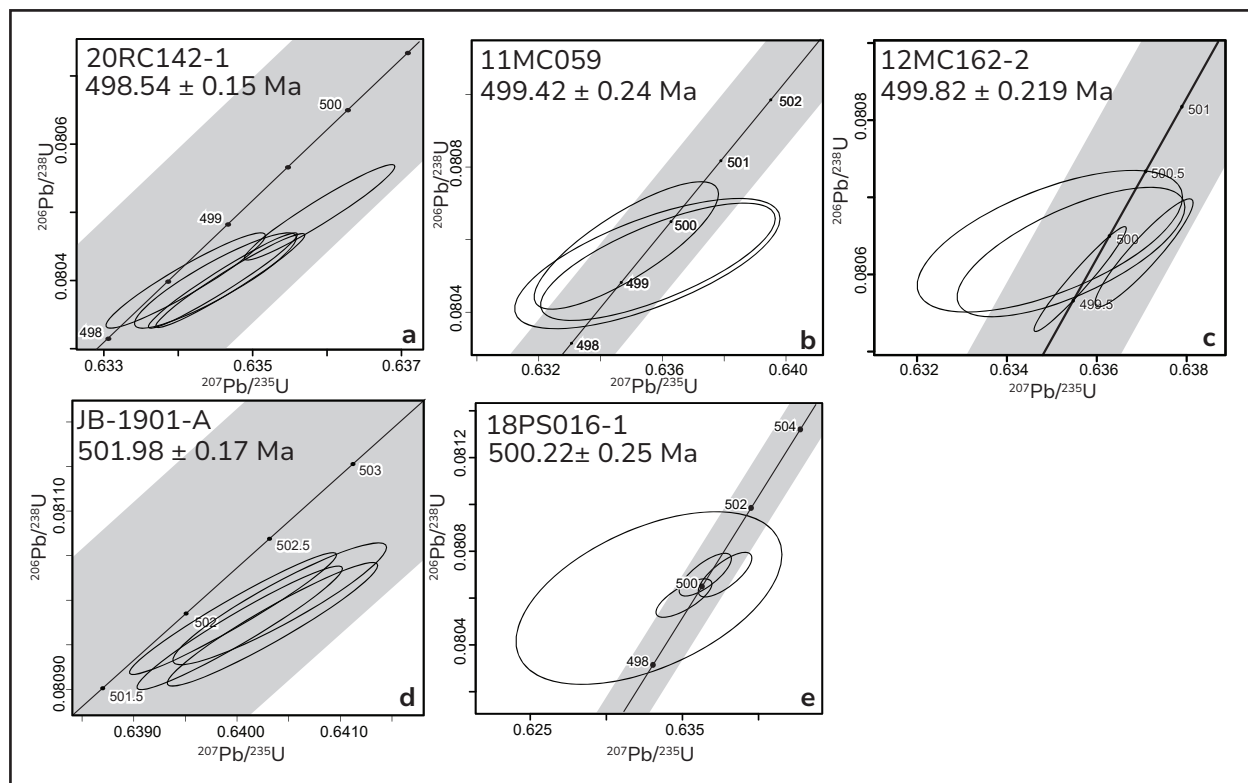 20RC142-1
498.54 ± 0.15 Ma
500
499
498
0.0806
0.0804
²⁰⁶Pb/²³⁸U
0.633
0.635
0.637
²⁰⁷Pb/²³⁵U
a
11MC059
499.42 ± 0.24 Ma
502
501
500
499
498
0.0808
0.0804
²⁰⁶Pb/²³⁸U
0.632
0.636
0.640
²⁰⁷Pb/²³⁵U
b
12MC162-2
499.82 ± 0.219 Ma
501
500.5
500
499.5
0.0808
0.0806
²⁰⁶Pb/²³⁸U
0.632
0.634
0.636
0.638
²⁰⁷Pb/²³⁵U
c
JB-1901-A
501.98 ± 0.17 Ma
503
502.5
502
501.5
0.08110
0.08090
²⁰⁶Pb/²³⁸U
0.6390
0.6400
0.6410
²⁰⁷Pb/²³⁵U
d
18PS016-1
500.22± 0.25 Ma
504
502
500
498
0.0812
0.0808
0.0804
²⁰⁶Pb/²³⁸U
0.625
0.635
²⁰⁷Pb/²³⁵U
e